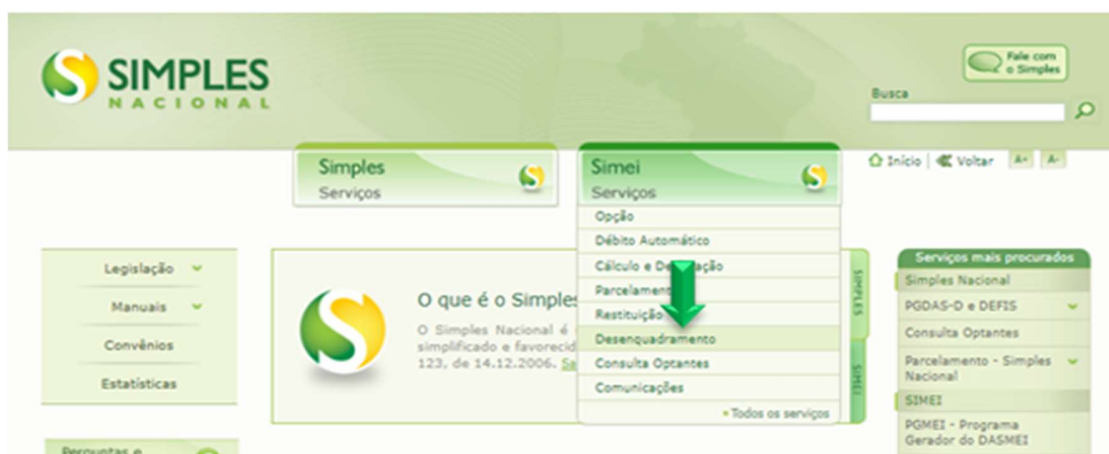 SIMPLES
NACIONAL
Fale com
o Simples
Busca
Início | Voltar A+ A-
Simples
Serviços
Simei
Serviços
Opção
Débito Automático
Cálculo e
Parcelament
Restituição
Desenquadramento
Consulta Optantes
Comunicações
Todos os serviços
Legislação
Manuais
Convênios
Estatísticas
Perguntas e
O que é o Simples
O Simples Nacional é
simplificado e favorecid
123, de 14.12.2006.
SIMPLES
SIMEI
Serviços mais procurados
Simples Nacional
PGDAS-D e DEFIS
Consulta Optantes
Parcelamento - Simples
Nacional
SIMEI
PGMEI - Programa
Gerador do DASMEI